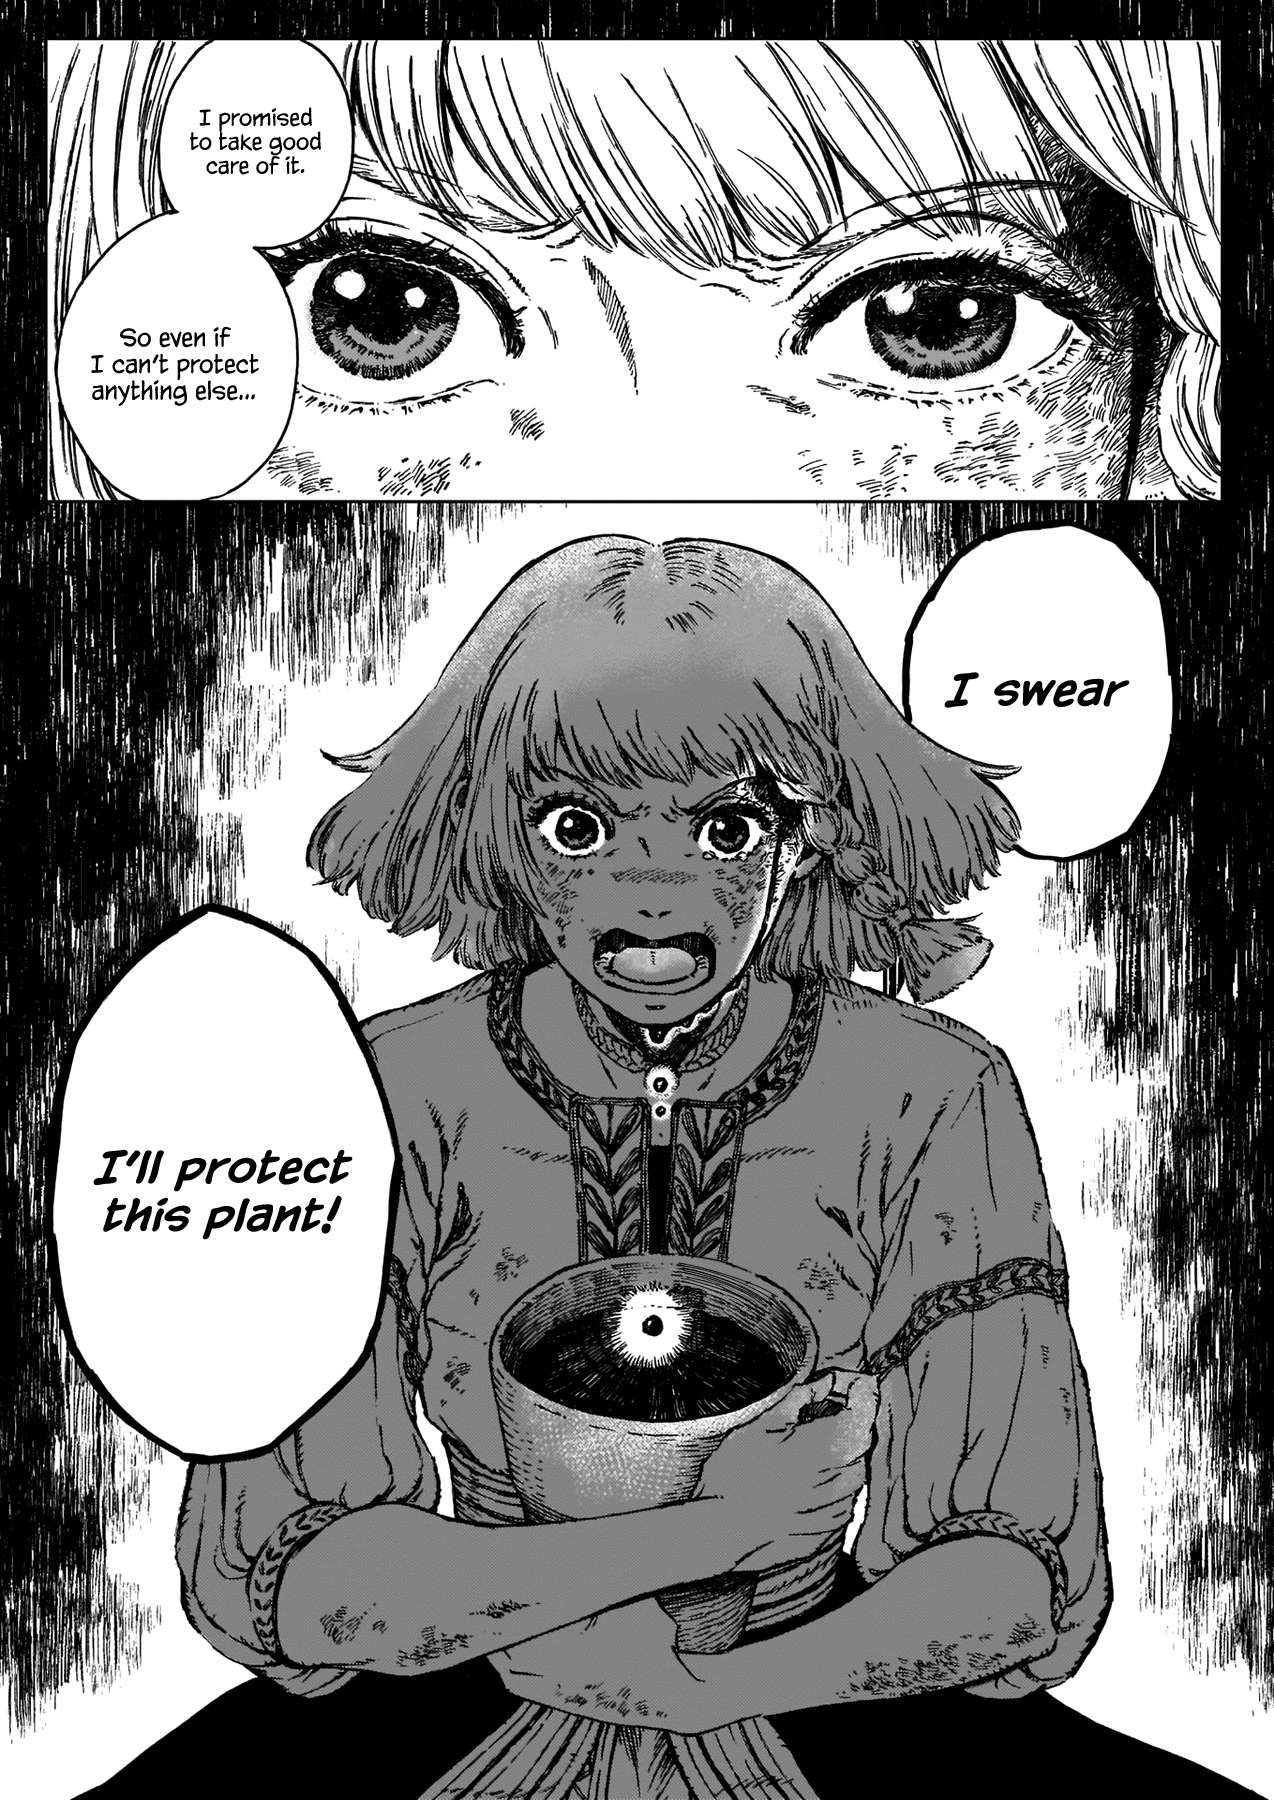 I promised
to take good
care of it.
So even if
I can't protect
anything else...
I swear
I'll protect
this plant!